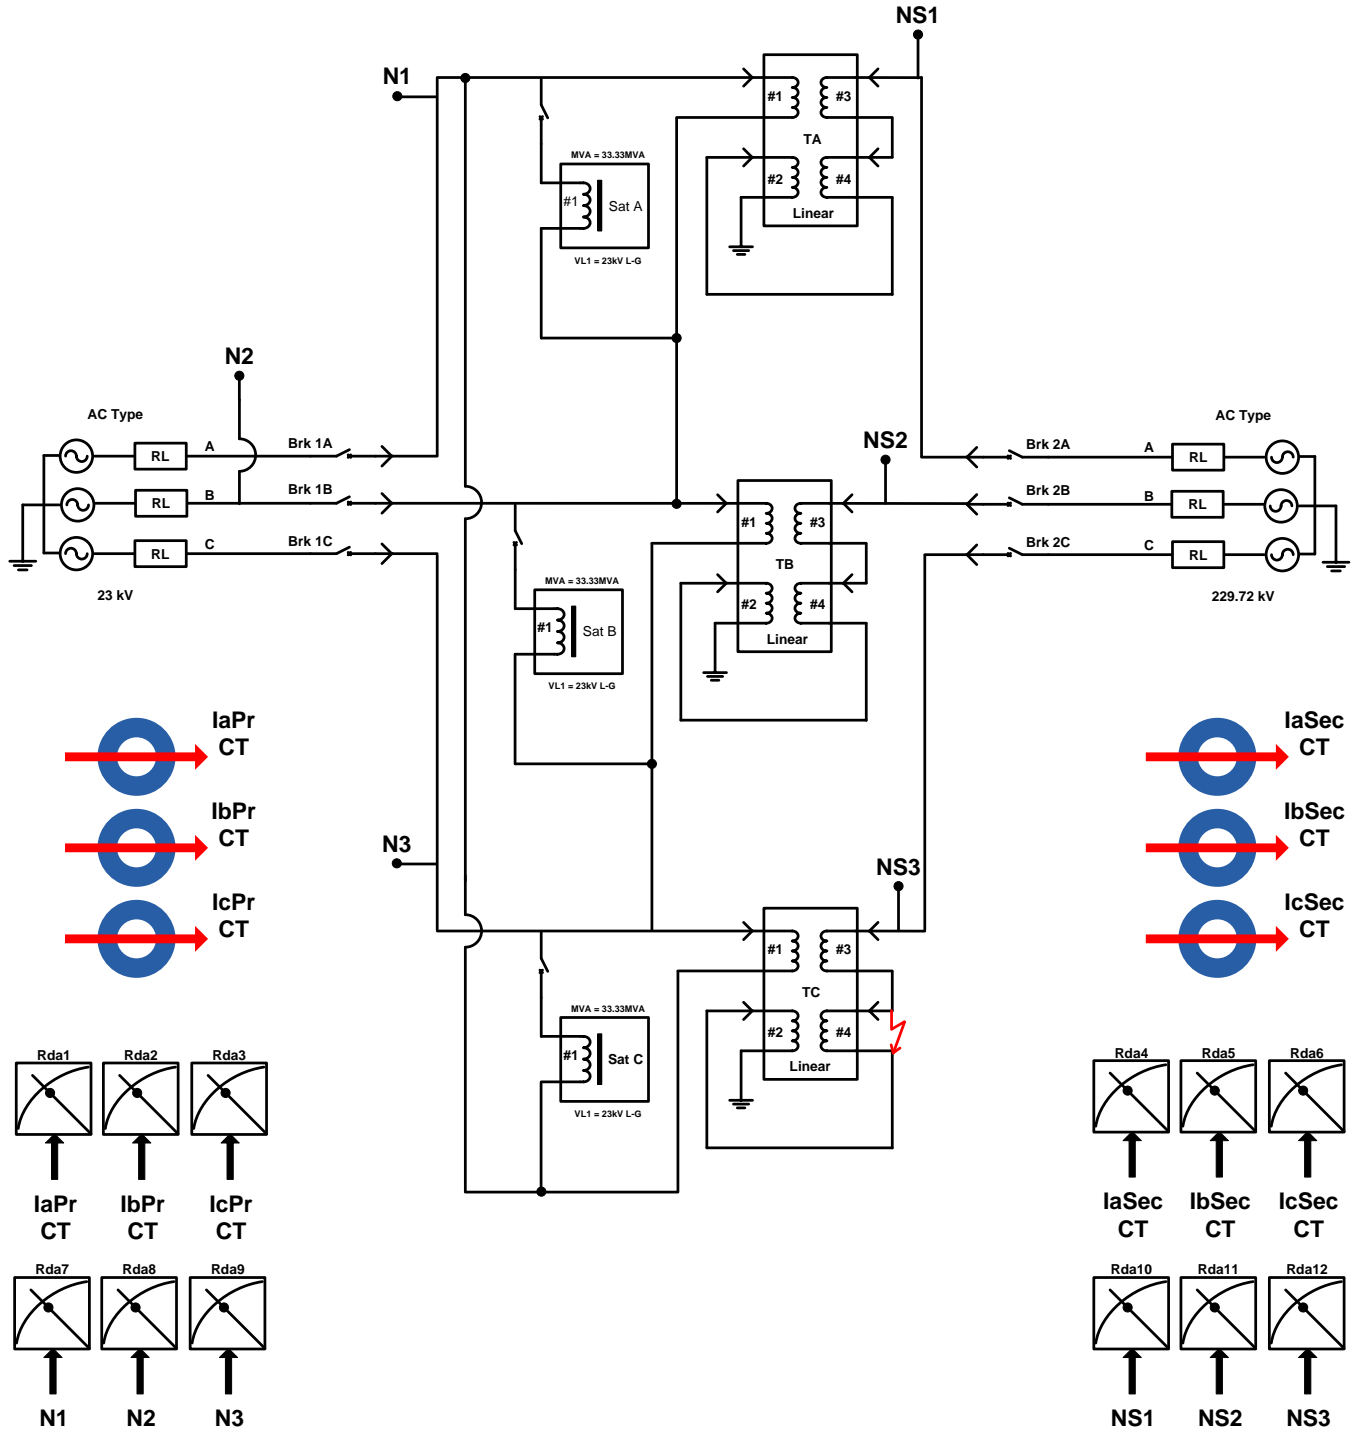 NS1
N1
#1
#3
TA
MVA = 33.33MVA
#2
#4
#1
Sat A
Linear
VL1 = 23kV L-G
N2
AC Type
AC Type
NS2
A
Brk 1A
Brk 2A
A
RL
RL
B
Brk 1B
Brk 2B
B
RL
RL
#1
#3
C
Brk 1C
Brk 2C
C
RL
RL
TB
MVA = 33.33MVA
23 kV
229.72 kV
#2
#4
#1
Sat B
Linear
VL1 = 23kV L-G
IaPr
CT
IaSec
CT
IbPr
CT
IbSec
CT
N3
NS3
IcPr
CT
IcSec
CT
#1
#3
TC
MVA = 33.33MVA
#2
#4
#1
Sat C
Linear
VL1 = 23kV L-G
Rda1
Rda2
Rda3
Rda4
Rda5
Rda6
IaPr
CT
IbPr
CT
IcPr
CT
IaSec
CT
IbSec
CT
IcSec
CT
Rda7
Rda8
Rda9
Rda10
Rda11
Rda12
N1
N2
N3
NS1
NS2
NS3